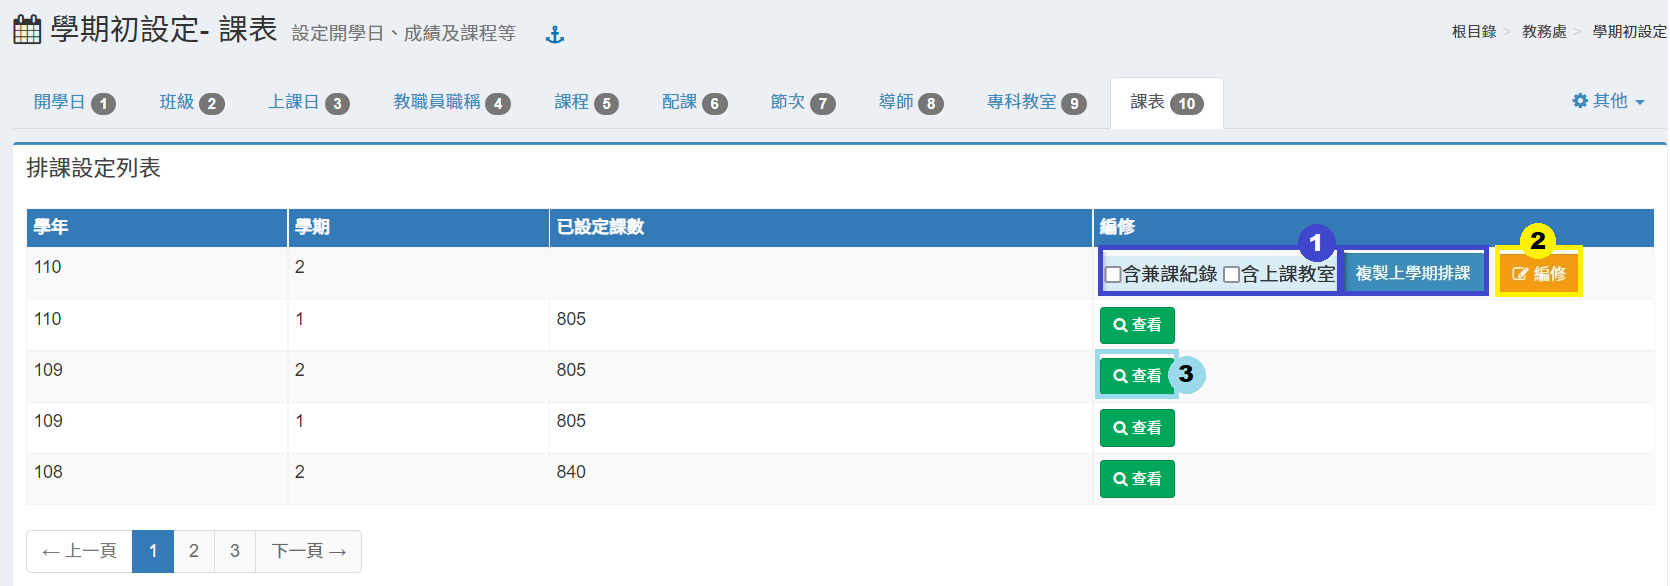 學期初設定- 課表 設定開學日、成績及課程等
根目錄 > 教務處 > 學期初設定
開學日 1 班級 2 上課日 3 教職員職稱 4 課程 5 配課 6 節次 7 導師 8 專科教室 9 課表 10 其他
排課設定列表
學年 學期 已設定課數 編修
1 2
110 2 含兼課紀錄 含上課教室 複製上學期排課 編修
110 1 805 查看
109 2 805 查看 3
109 1 805 查看
108 2 840 查看
← 上一頁 1 2 3 下一頁 →